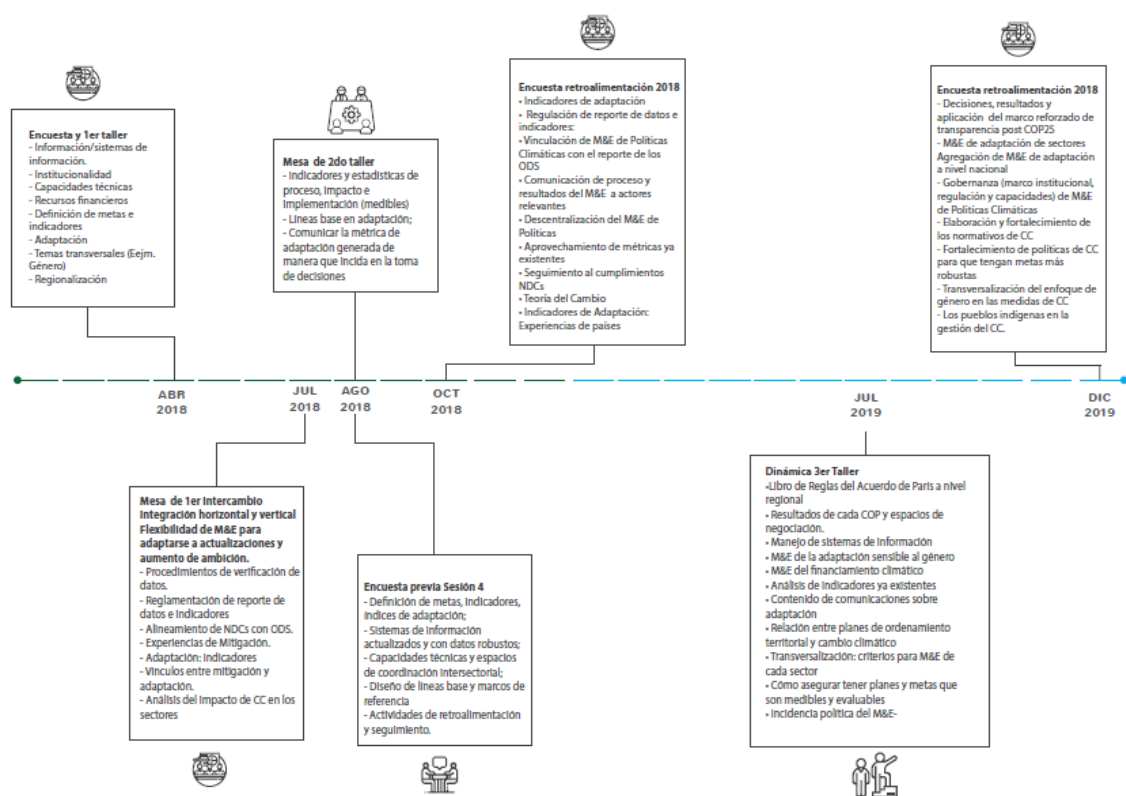 Encuesta y 1er taller
- Información/sistemas de
información.
- Institucionalidad
- Capacidades técnicas
- Recursos financieros
- Definición de metas e
indicadores
- Adaptación
- Temas transversales (Eejm.
Género)
- Regionalización
Mesa de 2do taller
- Indicadores y estadísticas de
proceso, Impacto e
Implementación (medibles)
- Líneas base en adaptación;
- Comunicar la métrica de
adaptación generada de
manera que incida en la toma
de decisiones
Encuesta retroalimentación 2018
• Indicadores de adaptación
• Regulación de reporte de datos e
indicadores:
• Vinculación de M&E de Políticas
Climáticas con el reporte de los
ODS
• Comunicación de proceso y
resultados del M&E a actores
relevantes
• Descentralización del M&E de
Políticas
• Aprovechamiento de métricas ya
existentes
• Seguimiento al cumplimientos
NDCs
• Teoría del Cambio
• Indicadores de Adaptación:
Experiencias de países
Encuesta retroalimentación 2018
- Decisiones, resultados y
aplicación del marco reforzado de
transparencia post COP25
- M&E de adaptación de sectores
Agregación de M&E de adaptación
a nivel nacional
- Gobernanza (marco institucional,
regulación y capacidades) de M&E
de Políticas Climáticas)
- Elaboración y fortalecimiento de
los normativos de CC
- Fortalecimiento de políticas de CC
para que tengan metas más
robustas
- Transversalización del enfoque de
género en las medidas de CC
- Los pueblos indígenas en la
gestión del CC.
ABR
2018
JUL
2018
AGO
2018
OCT
2018
JUL
2019
DIC
2019
Mesa de 1er Intercambio
Integración horizontal y vertical
Flexibilidad de M&E para
adaptarse a actualizaciones y
aumento de ambición.
- Procedimientos de verificación de
datos.
- Reglamentación de reporte de
datos e indicadores
- Alineamiento de NDCs con ODS.
- Experiencias de Mitigación.
- Adaptación: Indicadores
- Vínculos entre mitigación y
adaptación.
- Análisis del impacto de CC en los
sectores
Encuesta previa Sesión 4
- Definición de metas, Indicadores,
índices de adaptación;
- Sistemas de información
actualizados y con datos robustos;
- Capacidades técnicas y espacios
de coordinación intersectorial;
- Diseño de líneas base y marcos de
referencia
- Actividades de retroalimentación
y seguimiento.
Dinámica 3er Taller
•Libro de Reglas del Acuerdo de París a nivel
regional
• Resultados de cada COP y espacios de
negociación.
• Manejo de sistemas de información
• M&E de la adaptación sensible al género
• M&E del financiamiento climático
• Análisis de indicadores ya existentes
• Contenido de comunicaciones sobre
adaptación
• Relación entre planes de ordenamiento
territorial y cambio climático
• Transversalización: criterios para M&E de
cada sector
• Cómo asegurar tener planes y metas que
son medibles y evaluables
• Incidencia política del M&E-